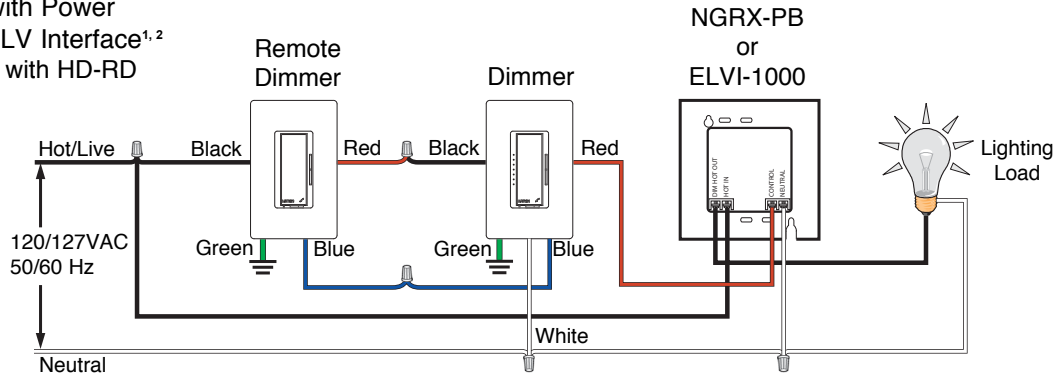 with Power
LV Interface1, 2
with HD-RD
Remote
Dimmer
Dimmer
NGRX-PB
or
ELVI-1000
Hot/Live
Black
Red
Black
Red
DIM HOT OUT
HOT IN
CONTROL
NEUTRAL
Lighting
Load
120/127VAC
50/60 Hz
Green
Blue
Green
Blue
White
Neutral